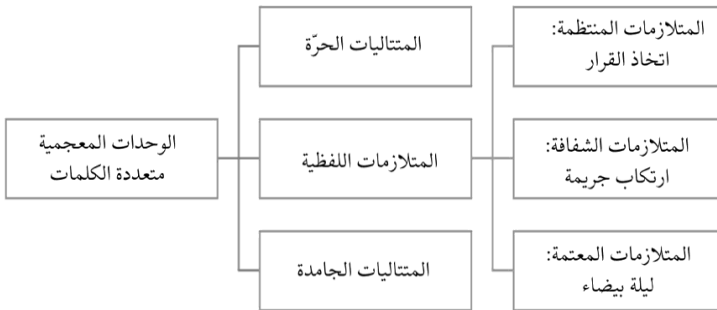 الوحدات المعجمية
متعددة الكلمات
المتتاليات الحرّة
المتلازمات اللفظية
المتتاليات الجامدة
المتلازمات المنتظمة:
اتخاذ القرار
المتلازمات الشفافة:
ارتكاب جريمة
المتلازمات المعتمة:
ليلة بيضاء